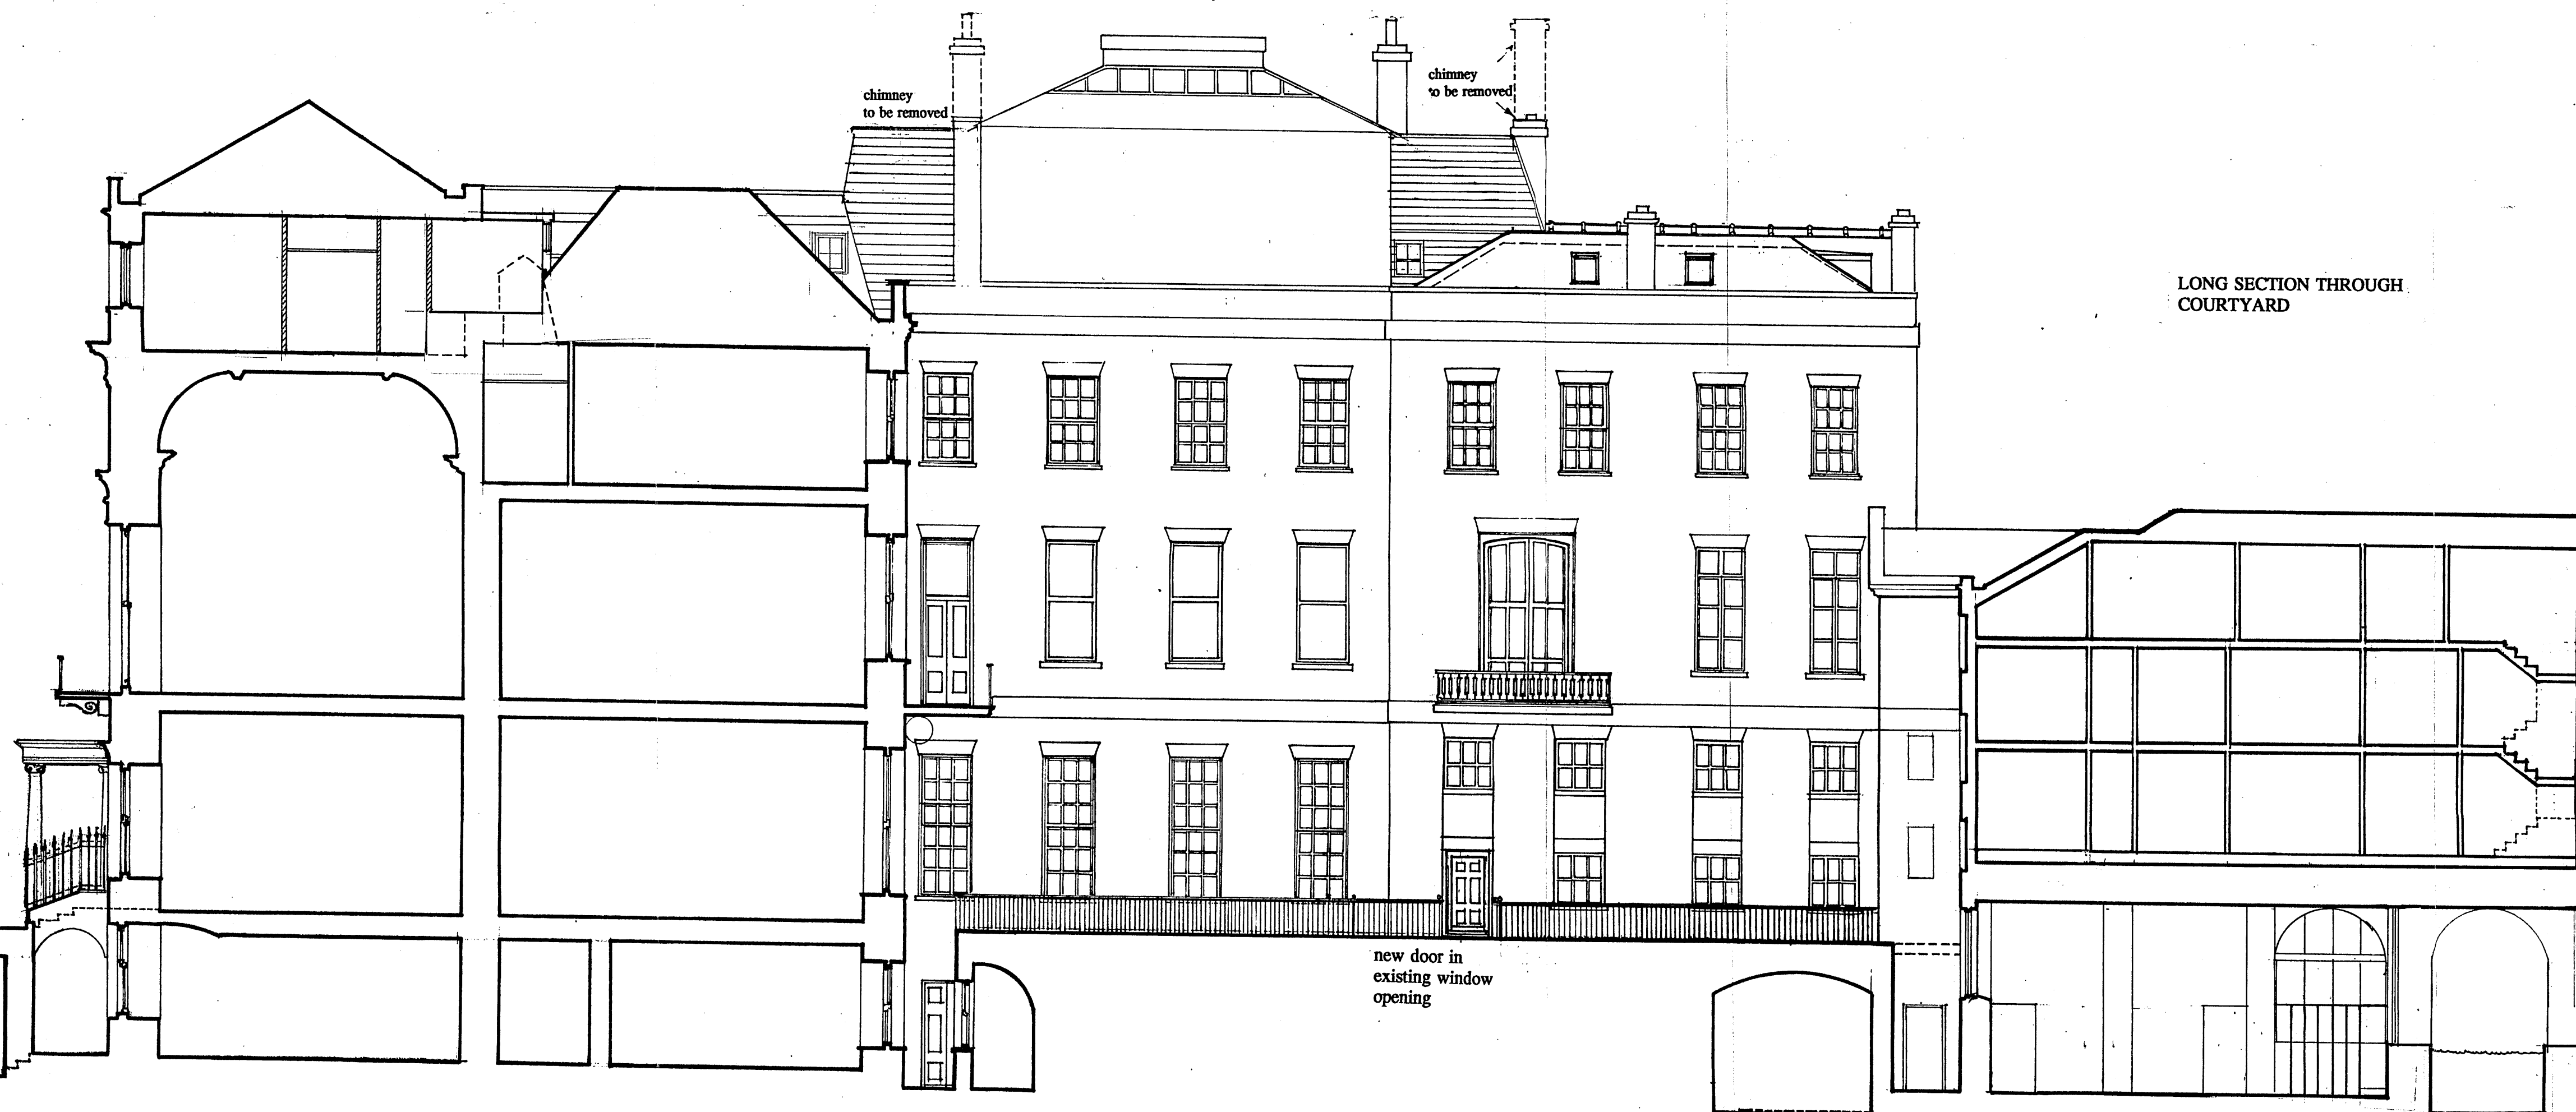 chimney
to be removed
chimney
to be removed
LONG SECTION THROUGH
COURTYARD
new door in
existing window
opening